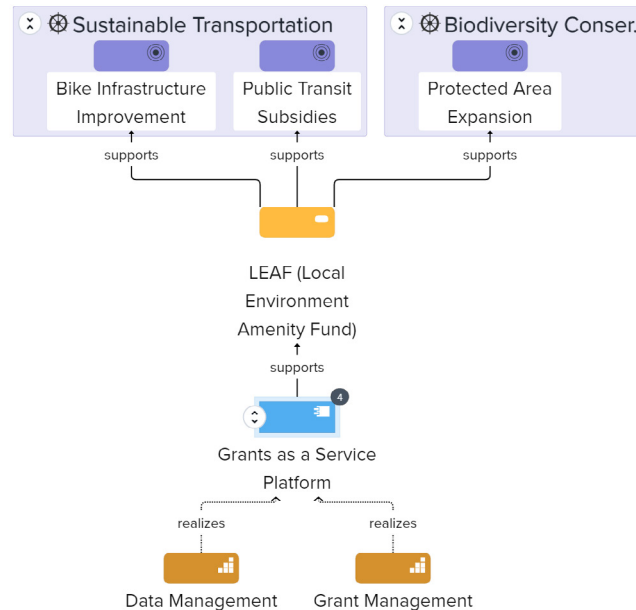 Sustainable Transportation
Biodiversity Conser.
Bike Infrastructure
Improvement
Public Transit
Subsidies
Protected Area
Expansion
supports
supports
supports
LEAF (Local
Environment
Amenity Fund)
supports
4
Grants as a Service
Platform
realizes
realizes
Data Management
Grant Management